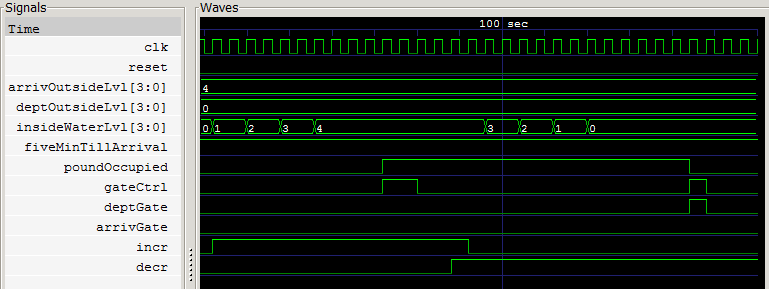 Signals
Waves
Time
100 sec
clk
reset
arrivOutsideLvl[3:0]
4
deptOutsideLvl[3:0]
0
insideWaterLvl[3:0]
0 1 2 3 4 3 2 1 0
fiveMinTillArrival
poundOccupied
gateCtrl
deptGate
arrivGate
incr
decr